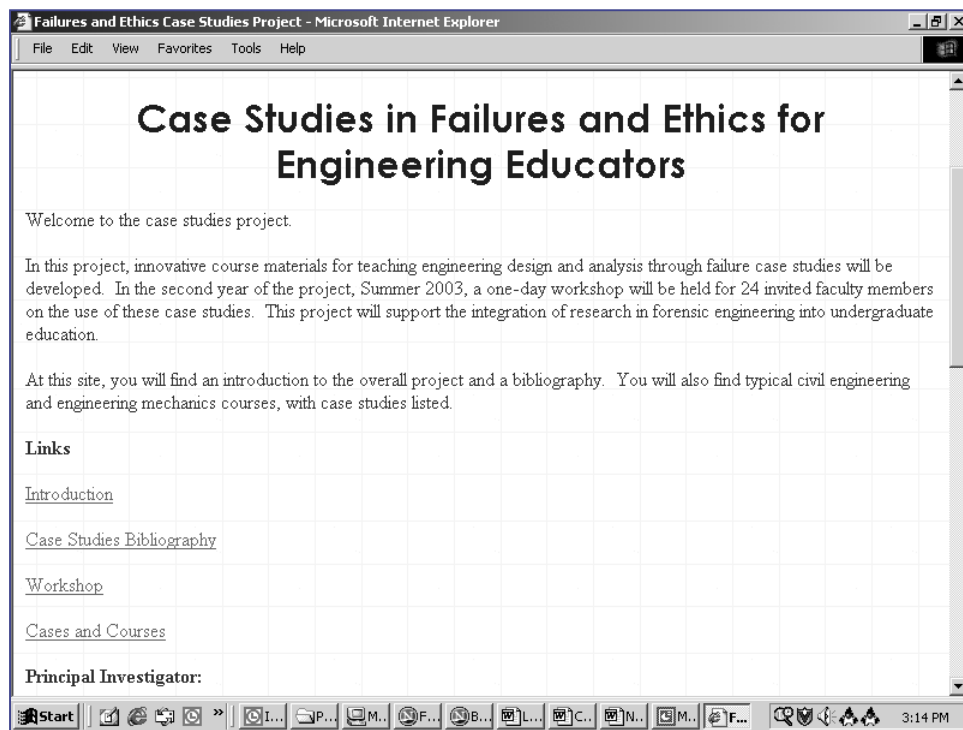 Failures and Ethics Case Studies Project - Microsoft Internet Explorer
File Edit View Favorites Tools Help
Case Studies in Failures and Ethics for
Engineering Educators
Welcome to the case studies project.
In this project, innovative course materials for teaching engineering design and analysis through failure case studies will be
developed. In the second year of the project, Summer 2003, a one-day workshop will be held for 24 invited faculty members
on the use of these case studies. This project will support the integration of research in forensic engineering into undergraduate
education.
At this site, you will find an introduction to the overall project and a bibliography. You will also find typical civil engineering
and engineering mechanics courses, with case studies listed.
Links
Introduction
Case Studies Bibliography
Workshop
Cases and Courses
Principal Investigator:
Start » I... P... M... F... B... L... C... N... M... F... 3:14 PM